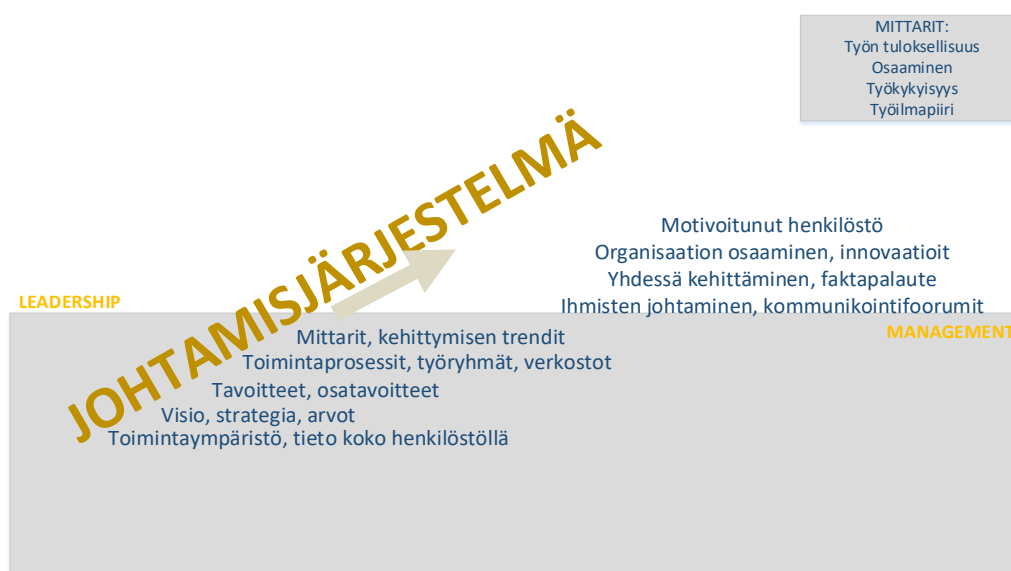 MITTARIT:
Työn tuloksellisuus
Osaaminen
Työkykyisyys
Työilmapiiri
JOHTAMISJÄRJESTELMÄ
Motivoitunut henkilöstö
Organisaation osaaminen, innovaatioit
Yhdessä kehittäminen, faktapalaute
Ihmisten johtaminen, kommunikointifoorumit
LEADERSHIP
MANAGEMENT
Mittarit, kehittymisen trendit
Toimintaprosessit, työryhmät, verkostot
Tavoitteet, osatavoitteet
Visio, strategia, arvot
Toimintaympäristö, tieto koko henkilöstöllä